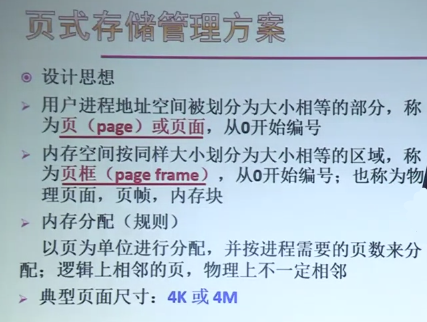 页式存储管理方案
设计思想
用户进程地址空间被划分为大小相等的部分，称
为页（page）或页面，从0开始编号
内存空间按同样大小划分为大小相等的区域，称
为页框（page frame），从0开始编号；也称为物
理页面，页帧，内存块
内存分配（规则）
以页为单位进行分配，并按进程需要的页数来分
配；逻辑上相邻的页，物理上不一定相邻
典型页面尺寸：4K 或 4M